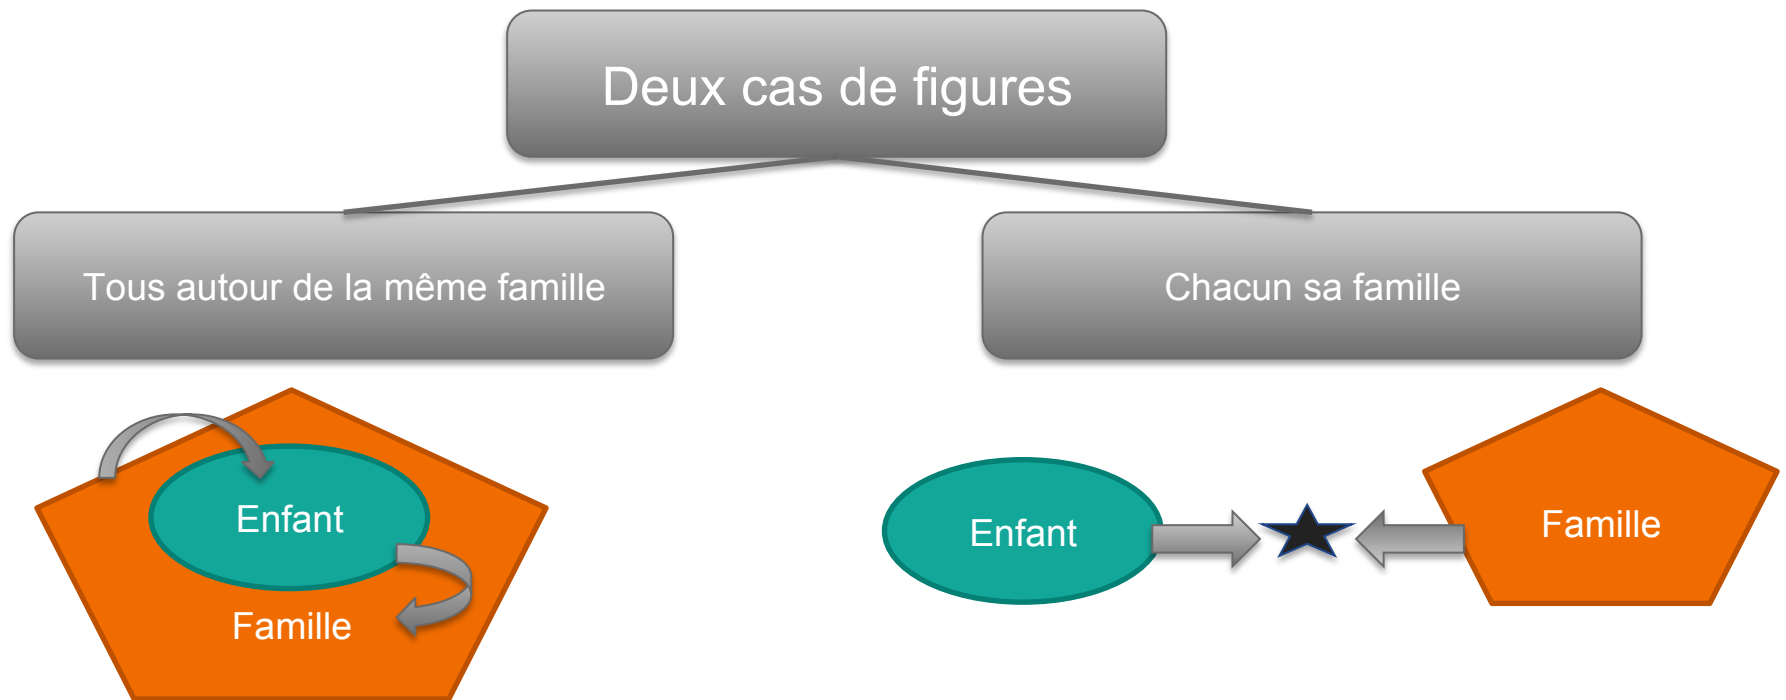 Deux cas de figures
Tous autour de la même famille
Chacun sa famille
Enfant
Famille
Enfant
Famille